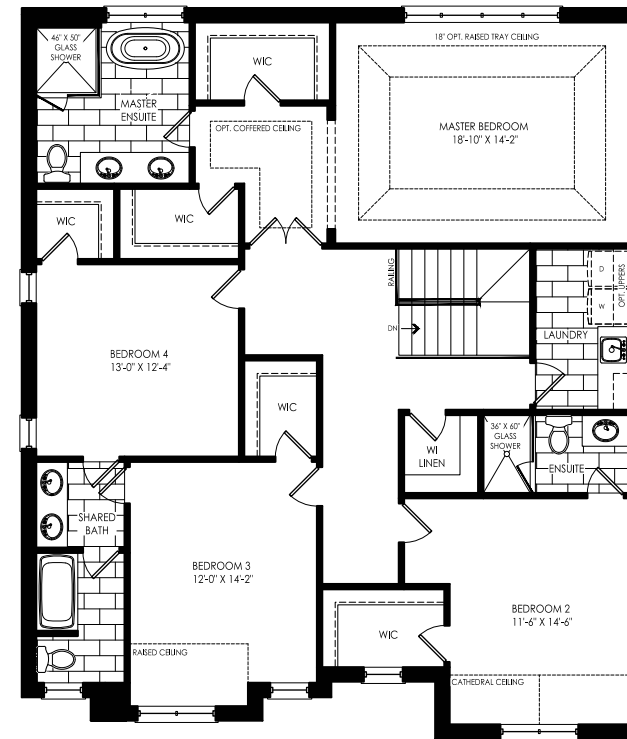 46" X 50"
GLASS
SHOWER
MASTER
ENSUITE
WIC
18" OPT. RAISED TRAY CEILING
OPT. COFFERED CEILING
MASTER BEDROOM
18'-10" X 14'-2"
WIC
WIC
RAILING
DN
D
W
OPT. UPPERS
LAUNDRY
BEDROOM 4
13'-0" X 12'-4"
WIC
WI
LINEN
36" X 60"
GLASS
SHOWER
ENSUITE
SHARED
BATH
BEDROOM 3
12'-0" X 14'-2"
RAISED CEILING
WIC
BEDROOM 2
11'-6" X 14'-6"
CATHEDRAL CEILING